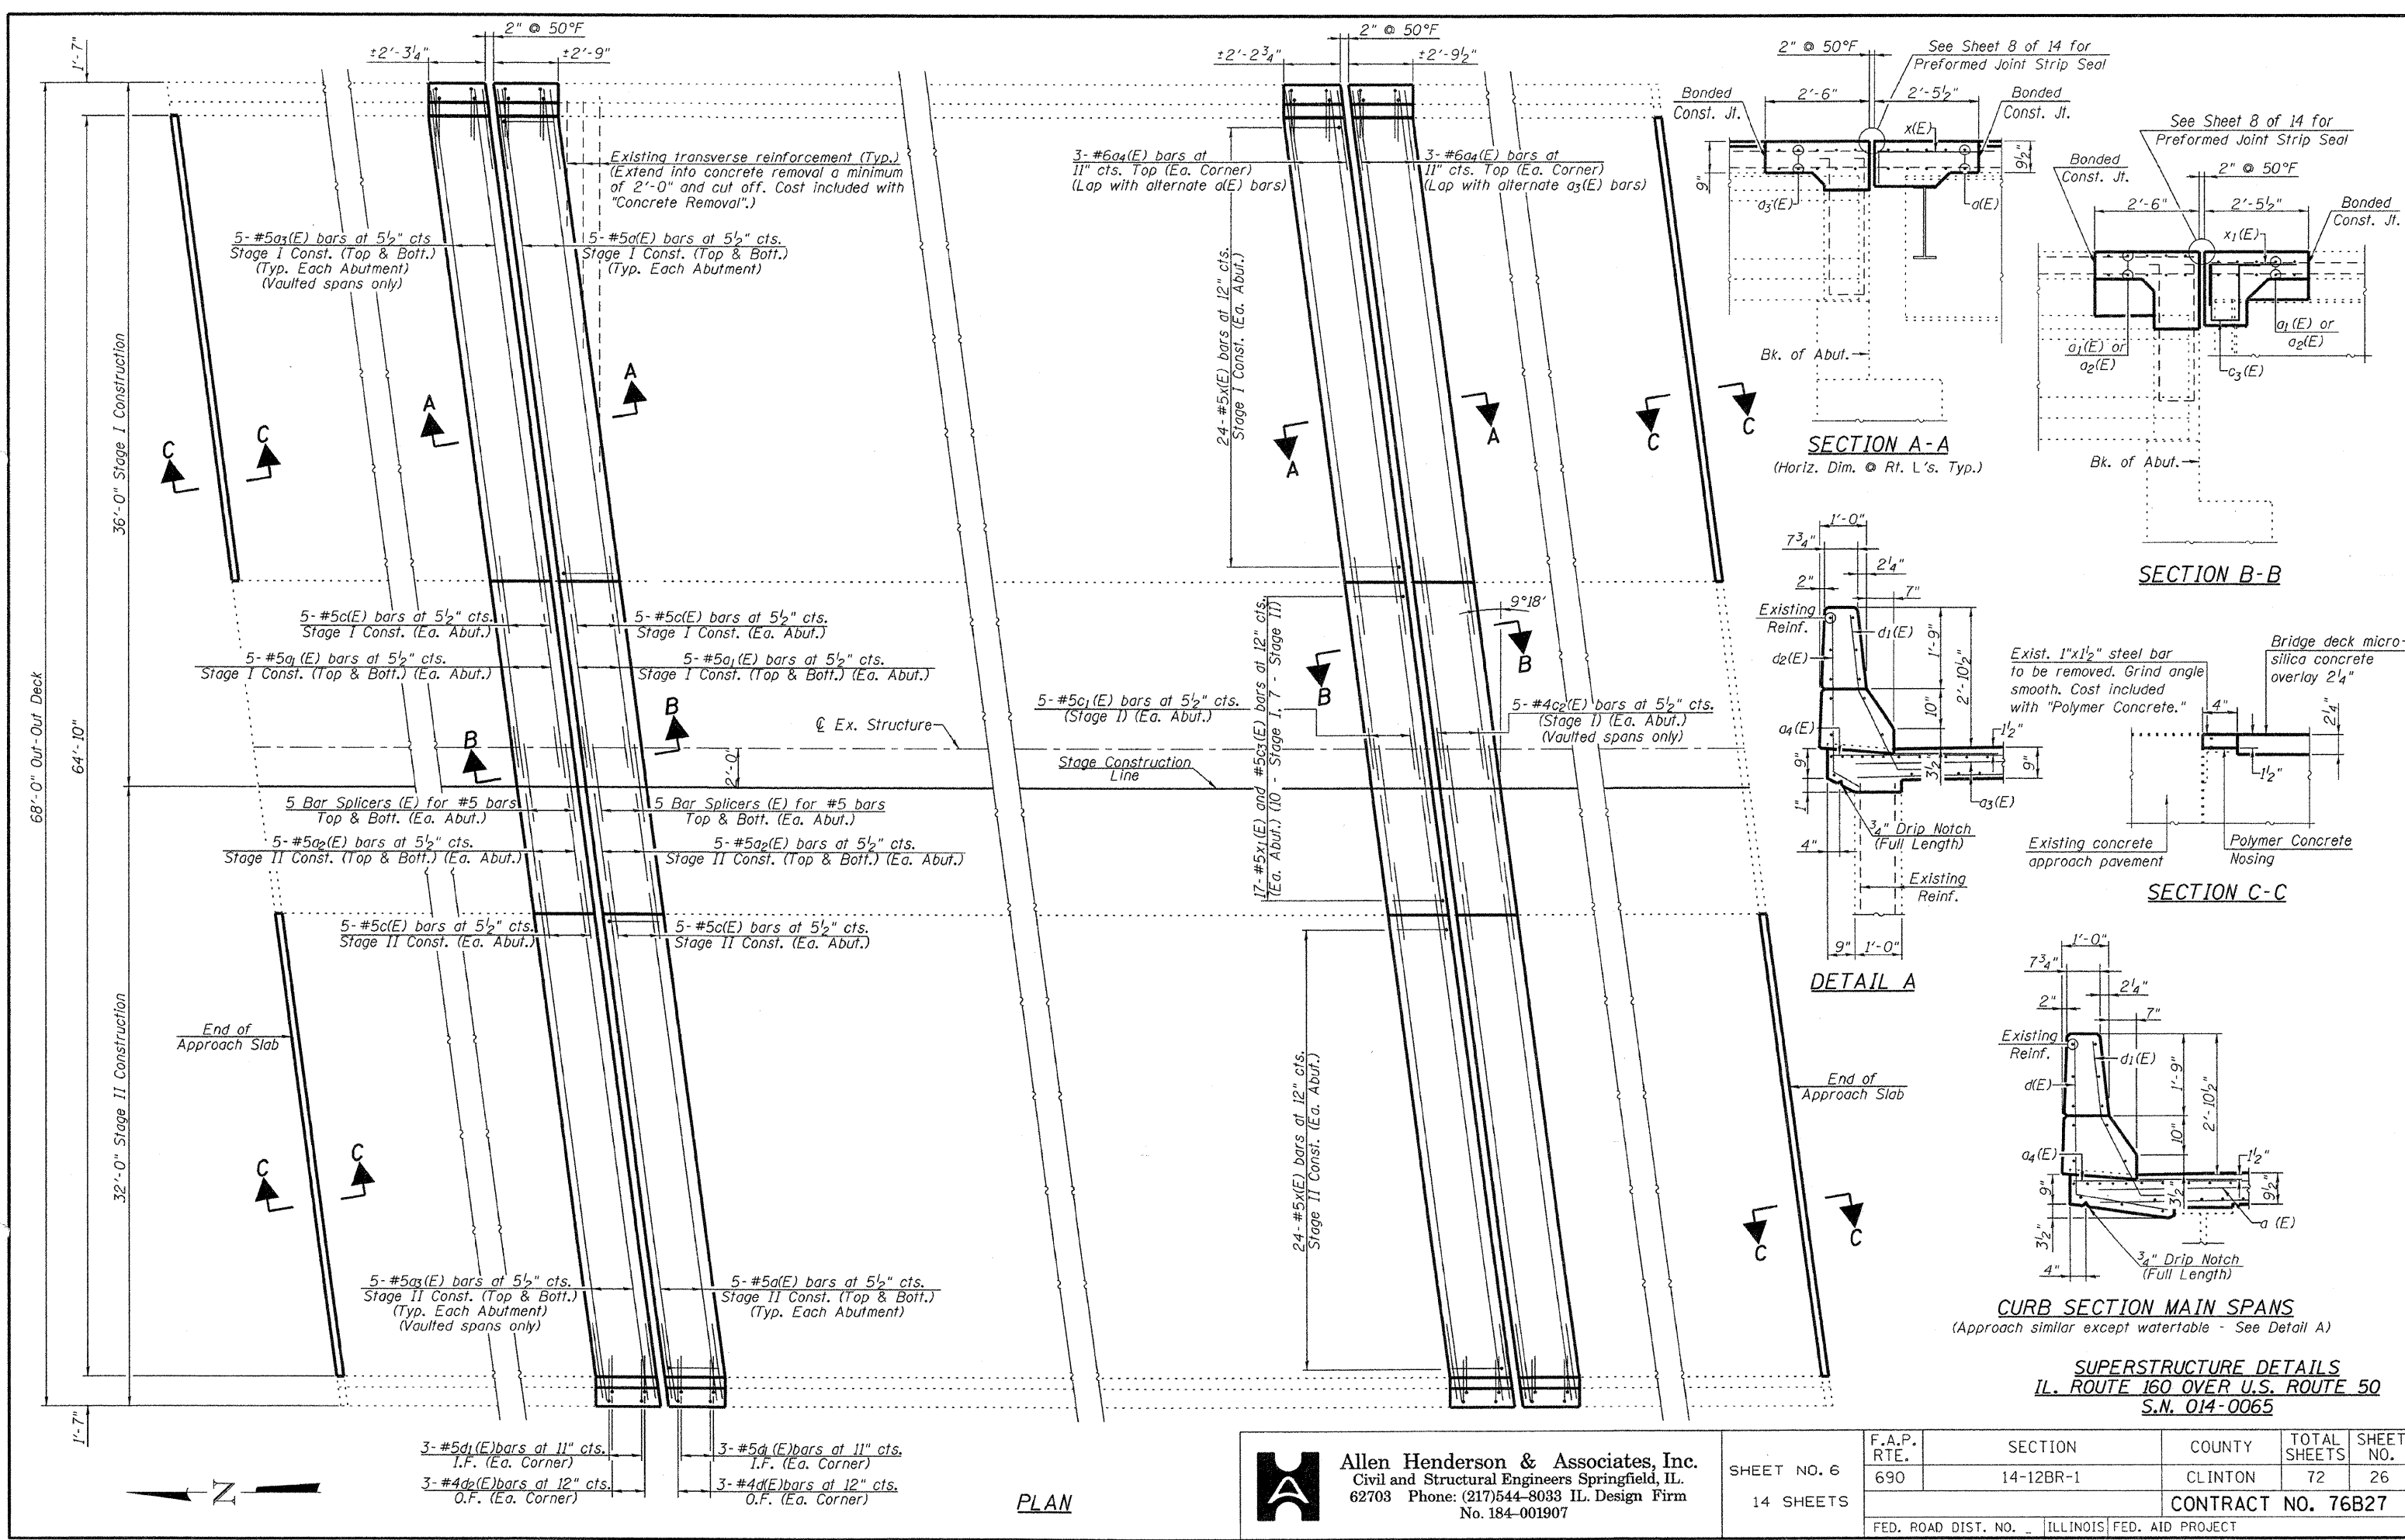 2" @ 50°F
±2'-3¼"
±2'-9"
1'-7"
2" @ 50°F
±2'-2¾"
±2'-9½"
Existing transverse reinforcement (Typ.)
(Extend into concrete removal a minimum
of 2'-0" and cut off. Cost included with
"Concrete Removal".)
5- #5a3(E) bars at 5½" cts
Stage I Const. (Top & Bott.)
(Typ. Each Abutment)
(Vaulted spans only)
5- #5a(E) bars at 5½" cts.
Stage I Const. (Top & Bott.)
(Typ. Each Abutment)
3- #6a4(E) bars at
11" cts. Top (Ea. Corner)
(Lap with alternate a(E) bars)
3- #6a4(E) bars at
11" cts. Top (Ea. Corner)
(Lap with alternate a3(E) bars)
24- #5x(E) bars at 12" cts.
Stage I Const. (Ea. Abut.)
36'-0" Stage I Construction
64'-10"
68'-0" Out-Out Deck
32'-0" Stage II Construction
1'-7"
A
A
C
C
A
A
C
C
5- #5c(E) bars at 5½" cts.
Stage I Const. (Ea. Abut.)
5- #5c(E) bars at 5½" cts.
Stage I Const. (Ea. Abut.)
5- #5a1(E) bars at 5½" cts.
Stage I Const. (Top & Bott.) (Ea. Abut.)
5- #5a1(E) bars at 5½" cts.
Stage I Const. (Top & Bott.) (Ea. Abut.)
B
B
9°18'
B
B
17- #5x1(E) and #5c3(E) bars at 12" cts.
(Ea. Abut.) (10 - Stage I, 7 - Stage II)
5- #5c1(E) bars at 5½" cts.
(Stage I) (Ea. Abut.)
5- #4c2(E) bars at 5½" cts.
(Stage I) (Ea. Abut.)
(Vaulted spans only)
℄ Ex. Structure
2'-0"
Stage Construction
Line
5 Bar Splicers (E) for #5 bars
Top & Bott. (Ea. Abut.)
5 Bar Splicers (E) for #5 bars
Top & Bott. (Ea. Abut.)
5- #5a2(E) bars at 5½" cts.
Stage II Const. (Top & Bott.) (Ea. Abut.)
5- #5a2(E) bars at 5½" cts.
Stage II Const. (Top & Bott.) (Ea. Abut.)
5- #5c(E) bars at 5½" cts.
Stage II Const. (Ea. Abut.)
5- #5c(E) bars at 5½" cts.
Stage II Const. (Ea. Abut.)
End of
Approach Slab
End of
Approach Slab
24- #5x(E) bars at 12" cts.
Stage II Const. (Ea. Abut.)
C
C
C
C
5- #5a3(E) bars at 5½" cts.
Stage II Const. (Top & Bott.)
(Typ. Each Abutment)
(Vaulted spans only)
5- #5a(E) bars at 5½" cts.
Stage II Const. (Top & Bott.)
(Typ. Each Abutment)
3- #5d1(E)bars at 11" cts.
I.F. (Ea. Corner)
3- #4d2(E)bars at 12" cts.
O.F. (Ea. Corner)
3- #5d1(E)bars at 11" cts.
I.F. (Ea. Corner)
3- #4d(E)bars at 12" cts.
O.F. (Ea. Corner)
N
PLAN
2" @ 50°F
See Sheet 8 of 14 for
Preformed Joint Strip Seal
Bonded
Const. Jt.
2'-6"
2'-5½"
Bonded
Const. Jt.
x(E)
9"
9½"
a3(E)
a(E)
Bk. of Abut.
SECTION A-A
(Horiz. Dim. @ Rt. L's. Typ.)
See Sheet 8 of 14 for
Preformed Joint Strip Seal
2" @ 50°F
Bonded
Const. Jt.
2'-6"
2'-5½"
Bonded
Const. Jt.
x1(E)
a1(E) or
a2(E)
a1(E) or
a2(E)
c3(E)
Bk. of Abut.
SECTION B-B
1'-0"
7¾"
2¼"
2"
7"
Existing
Reinf.
d1(E)
d2(E)
1'-9"
2'-10½"
10"
a4(E)
1½"
9"
3½"
9"
1"
a3(E)
¾" Drip Notch
(Full Length)
4"
Existing
Reinf.
9"
1'-0"
DETAIL A
Exist. 1"x1½" steel bar
to be removed. Grind angle
smooth. Cost included
with "Polymer Concrete."
Bridge deck micro-
silica concrete
overlay 2¼"
4"
2¼"
1½"
Existing concrete
approach pavement
Polymer Concrete
Nosing
SECTION C-C
1'-0"
7¾"
2¼"
2"
7"
Existing
Reinf.
d1(E)
d(E)
1'-9"
2'-10½"
10"
a4(E)
1½"
9"
3½"
9½"
a (E)
3½"
¾" Drip Notch
(Full Length)
4"
CURB SECTION MAIN SPANS
(Approach similar except watertable - See Detail A)
SUPERSTRUCTURE DETAILS
IL. ROUTE 160 OVER U.S. ROUTE 50
S.N. 014-0065
Allen Henderson & Associates, Inc.
Civil and Structural Engineers Springfield, IL.
62703 Phone: (217)544-8033 IL. Design Firm
No. 184-001907
SHEET NO. 6
14 SHEETS
F.A.P. RTE.
SECTION
COUNTY
TOTAL SHEETS
SHEET NO.
690
14-12BR-1
CLINTON
72
26
CONTRACT NO. 76B27
FED. ROAD DIST. NO. _ ILLINOIS FED. AID PROJECT